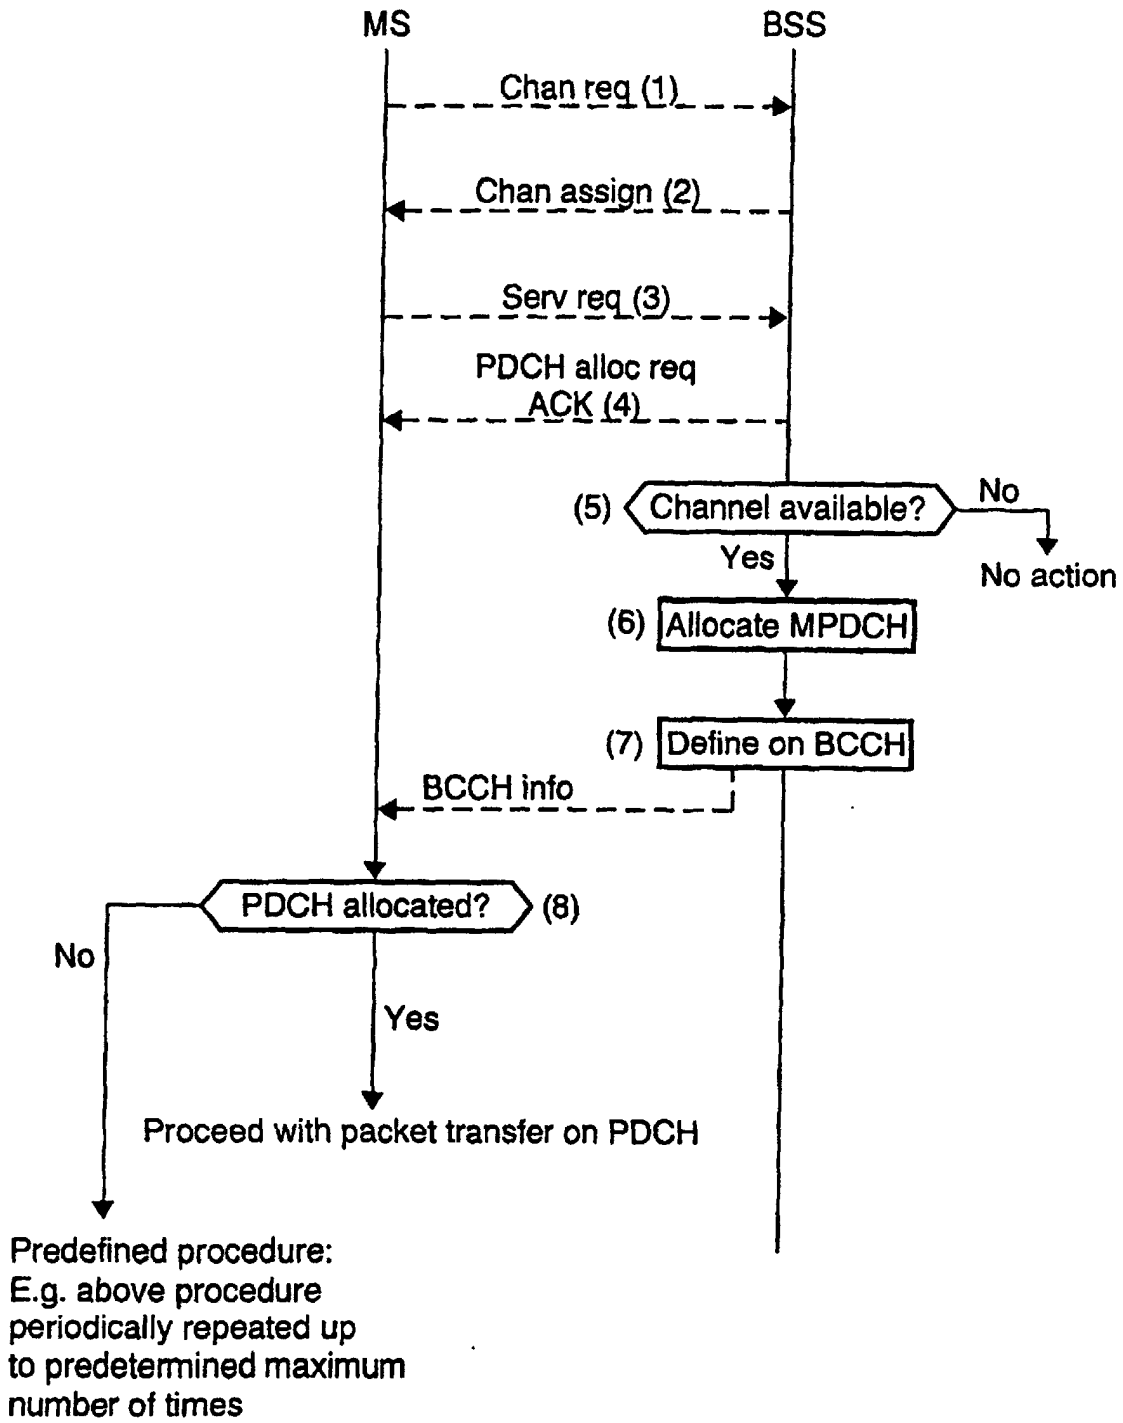 MS
BSS
Chan req (1)
Chan assign (2)
Serv req (3)
PDCH alloc req
ACK (4)
(5)
Channel available?
No
Yes
No action
(6)
Allocate MPDCH
(7)
Define on BCCH
BCCH info
PDCH allocated?
(8)
No
Yes
Proceed with packet transfer on PDCH
Predefined procedure:
E.g. above procedure
periodically repeated up
to predetermined maximum
number of times